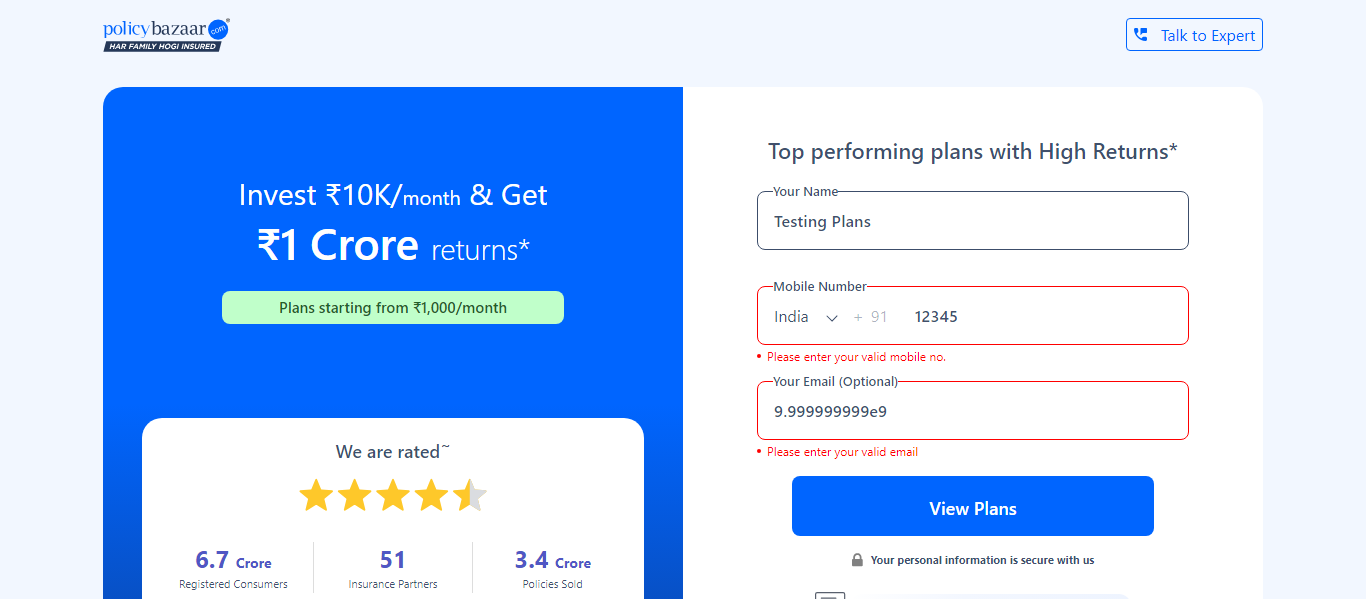 policybazaar.com
HAR FAMILY HOGI INSURED
Talk to Expert
Invest ₹10K/month & Get
₹1 Crore returns*
Plans starting from ₹1,000/month
We are rated~
6.7 Crore
Registered Consumers
51
Insurance Partners
3.4 Crore
Policies Sold
Top performing plans with High Returns*
Your Name
Testing Plans
Mobile Number
India + 91 12345
• Please enter your valid mobile no.
Your Email (Optional)
9.999999999e9
• Please enter your valid email
View Plans
Your personal information is secure with us